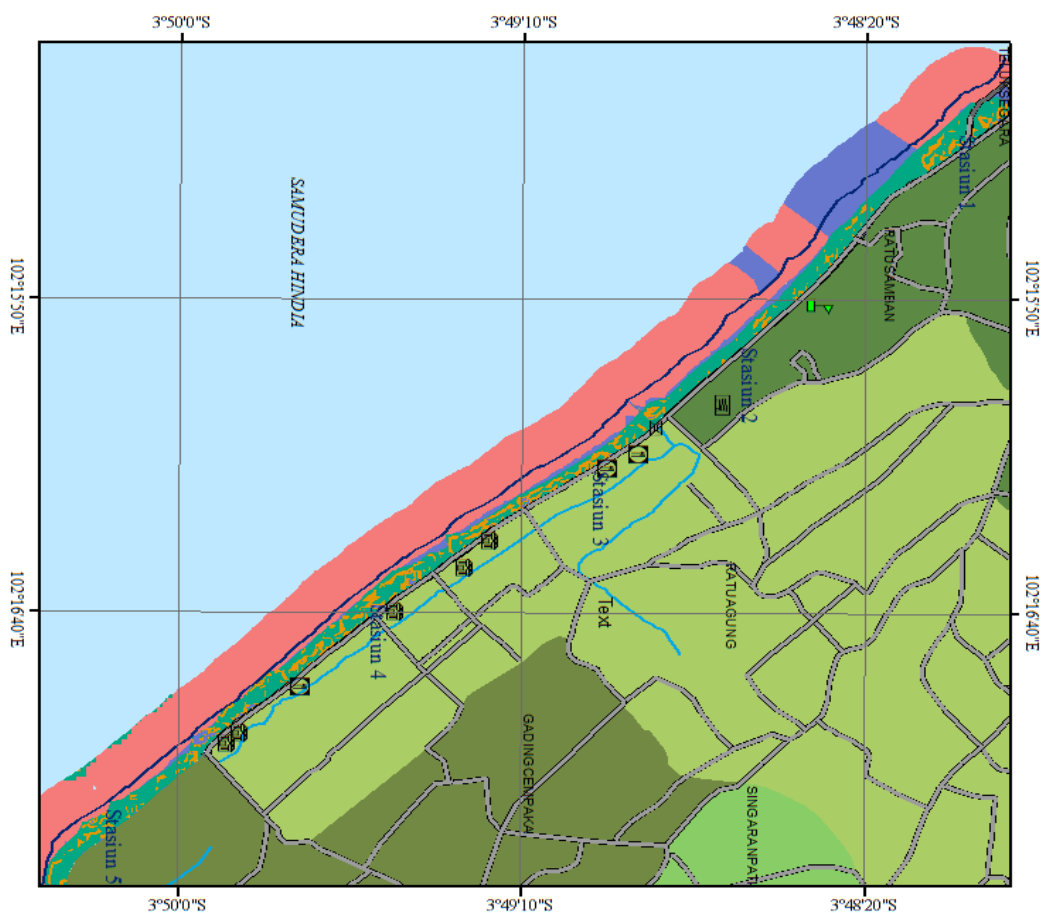 3°50'0"S
3°49'10"S
3°48'20"S
TELUKSEGARA
Stasiun 1
SAMUDERA HINDIA
RATUSAMBAN
102°15'50"E
102°15'50"E
Stasiun 2
Stasiun 3
RATUAGUNG
Text
102°16'40"E
102°16'40"E
Stasiun 4
GADINGCEMPAKA
SINGARANPATI
Stasiun 5
3°50'0"S
3°49'10"S
3°48'20"S